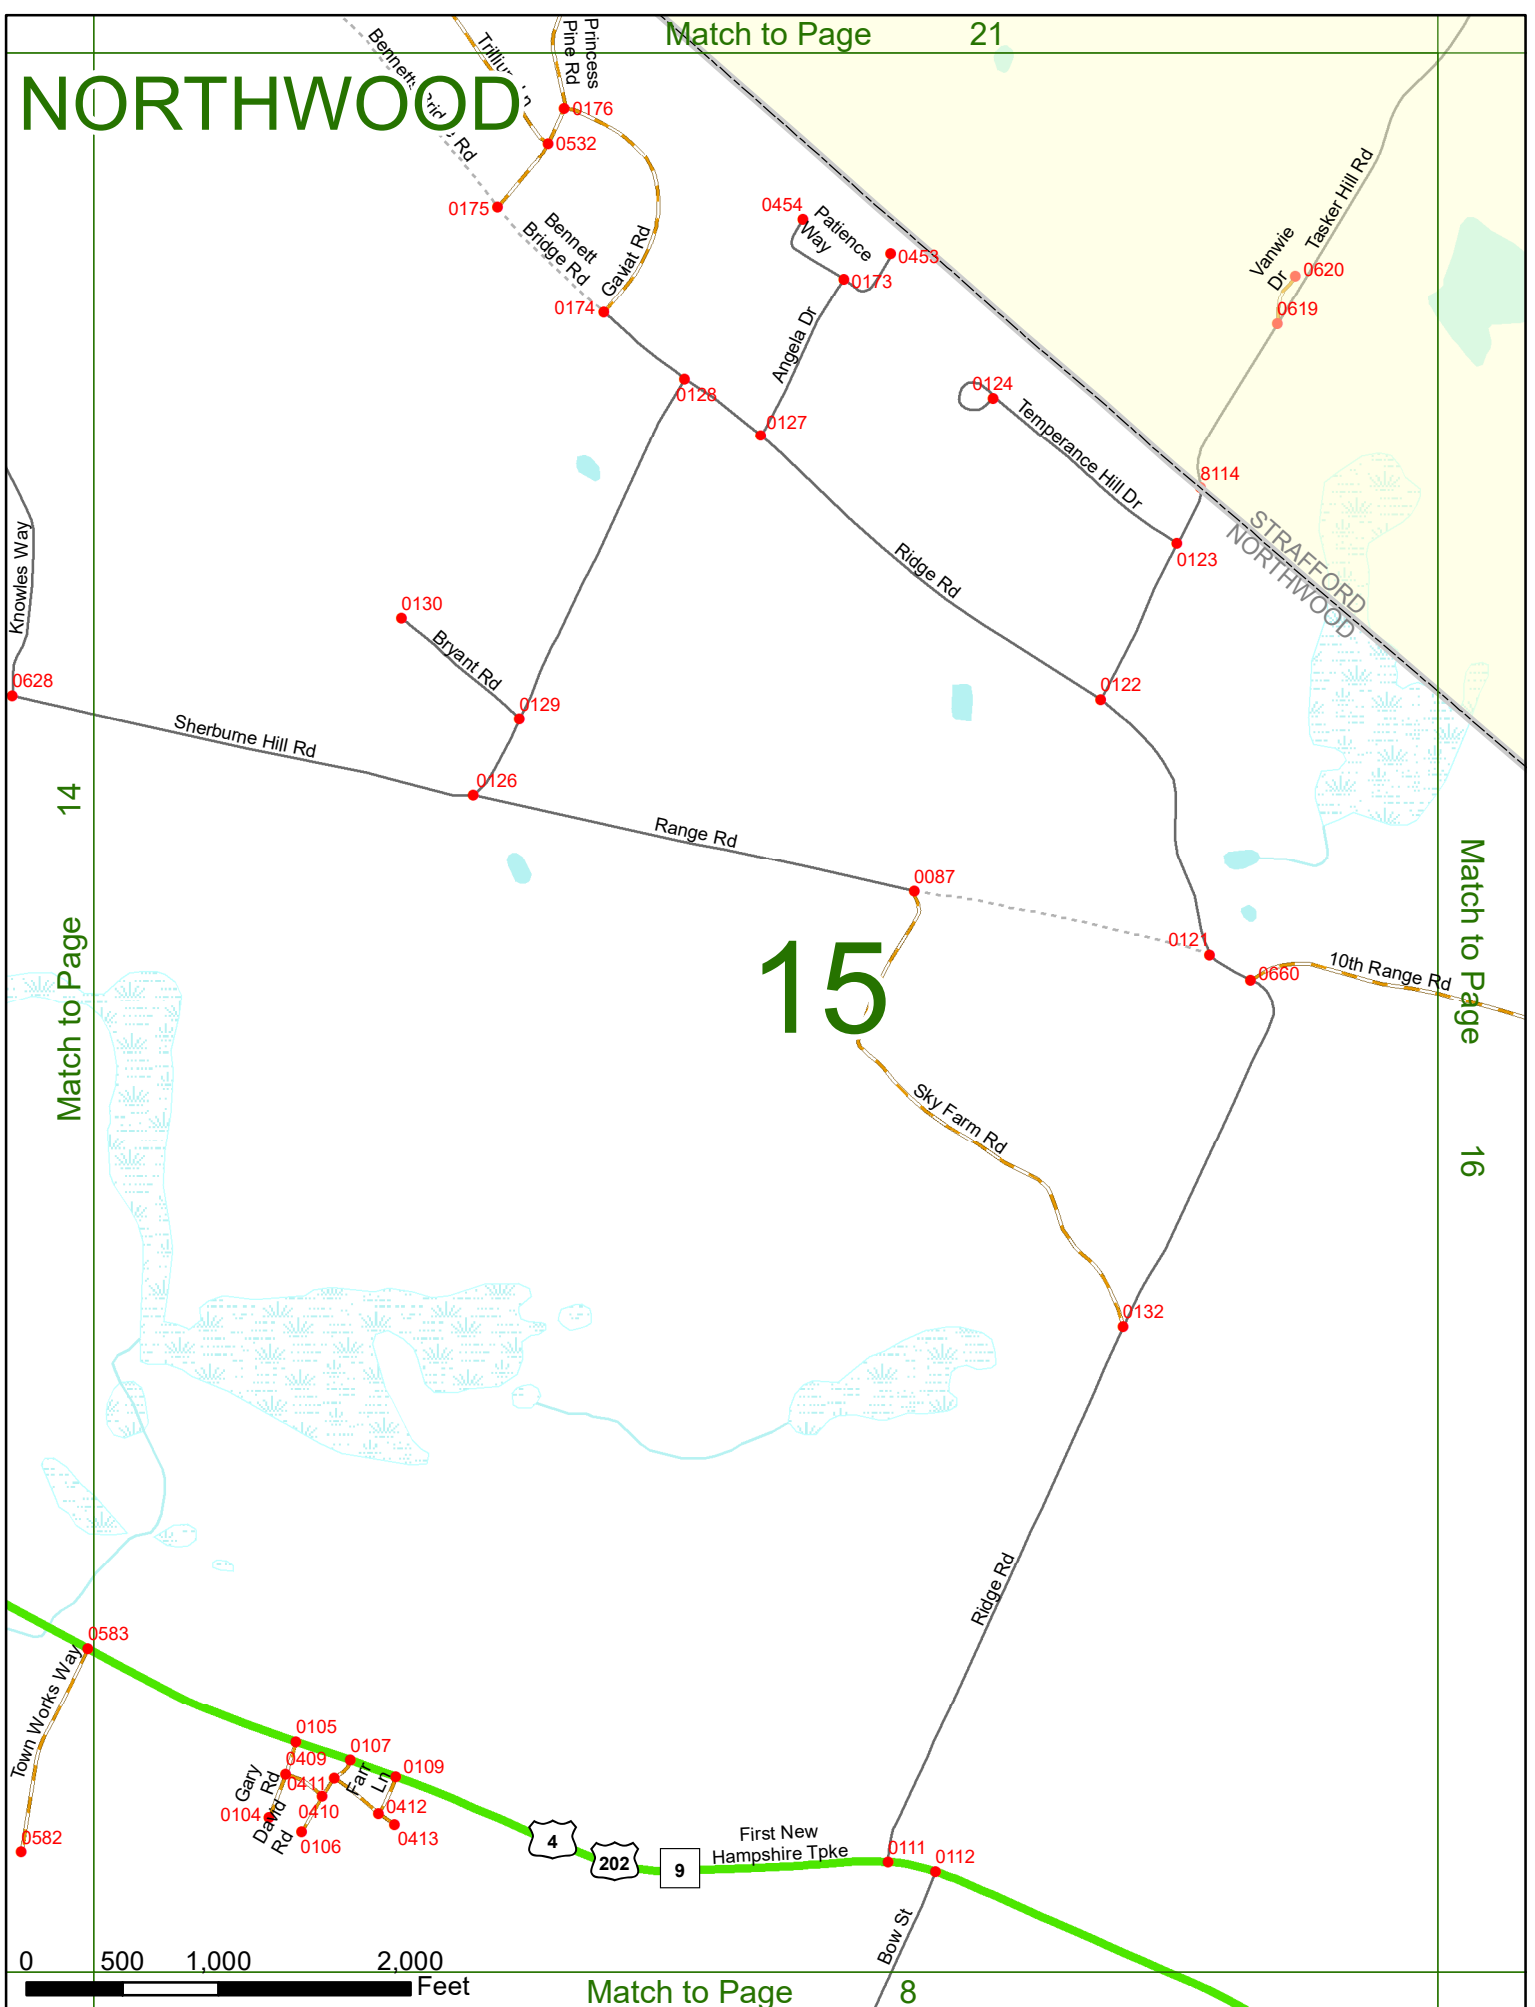 Match to Page 21
NORTHWOOD
Bennett Bridge Rd
Trillium Ln
Princess
Pine Rd
0176
0532
0175
Bennett
Bridge Rd
Gaviat Rd
0174
0454
Patience
Way
0453
0173
Angela Dr
Vanwie
Dr
Tasker Hill Rd
0620
0619
0128
0127
0124
Temperance Hill Dr
8114
0123
STRAFFORD
NORTHWOOD
Ridge Rd
Knowles Way
0130
Bryant Rd
0628
0129
0122
Sherburne Hill Rd
0126
Range Rd
0087
14
Match to Page
15
0121
0660
10th Range Rd
Match to Page
16
Sky Farm Rd
0132
Ridge Rd
0583
Town Works Way
0582
0105
0107
0409
0109
Gary
Rd
0411
Farr
Ln
0104
0410
0412
David
Rd
0106
0413
4
202
9
First New
Hampshire Tpke
0111
0112
Bow St
0 500 1,000 2,000
Feet
Match to Page 8